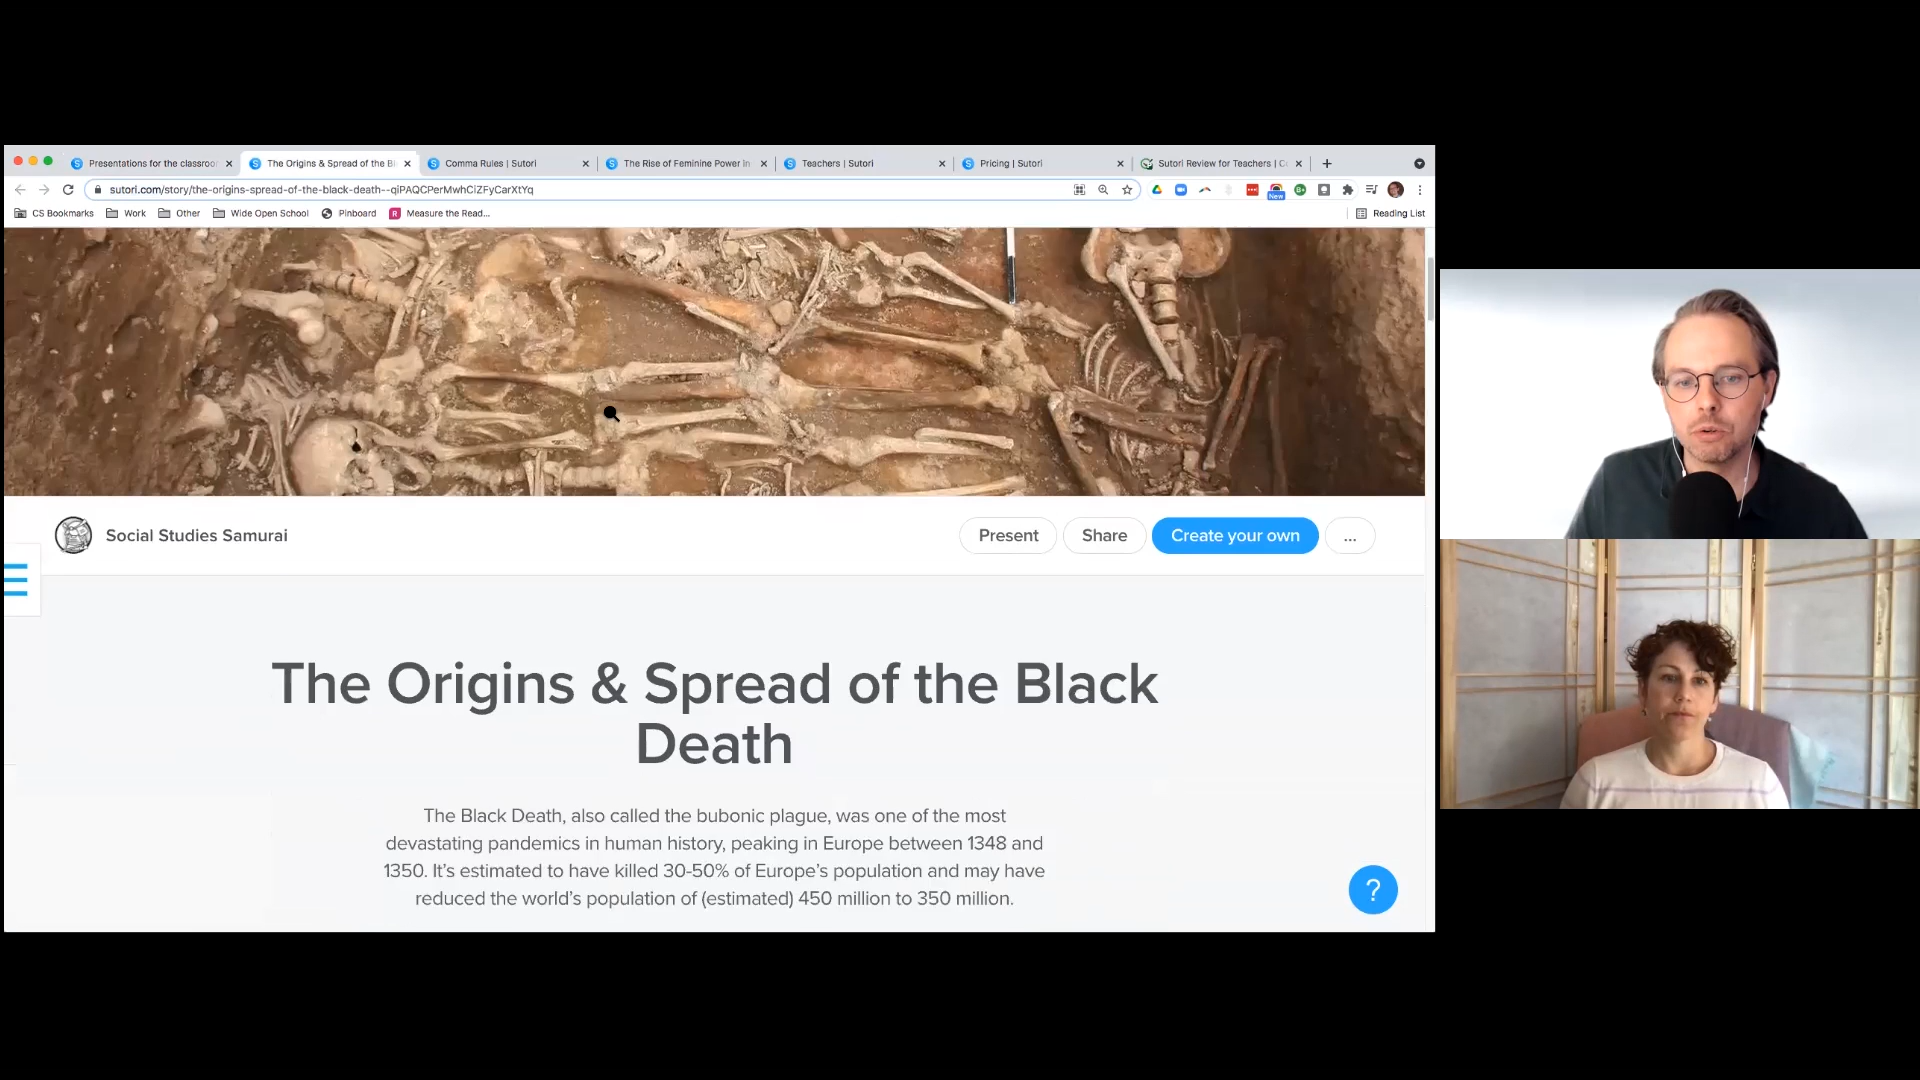 Presentations for the classroor
The Origins & Spread of the Bl
Comma Rules | Sutori
The Rise of Feminine Power in
Teachers | Sutori
Pricing | Sutori
Sutori Review for Teachers | C
sutori.com/story/the-origins-spread-of-the-black-death--qiPAQCPerMwhCiZFyCarXtYq
New
CS Bookmarks
Work
Other
Wide Open School
Pinboard
R
Measure the Read...
Reading List
Social Studies Samurai
Present
Share
Create your own
...
The Origins & Spread of the Black
Death
The Black Death, also called the bubonic plague, was one of the most
devastating pandemics in human history, peaking in Europe between 1348 and
1350. It’s estimated to have killed 30-50% of Europe’s population and may have
reduced the world’s population of (estimated) 450 million to 350 million.
?